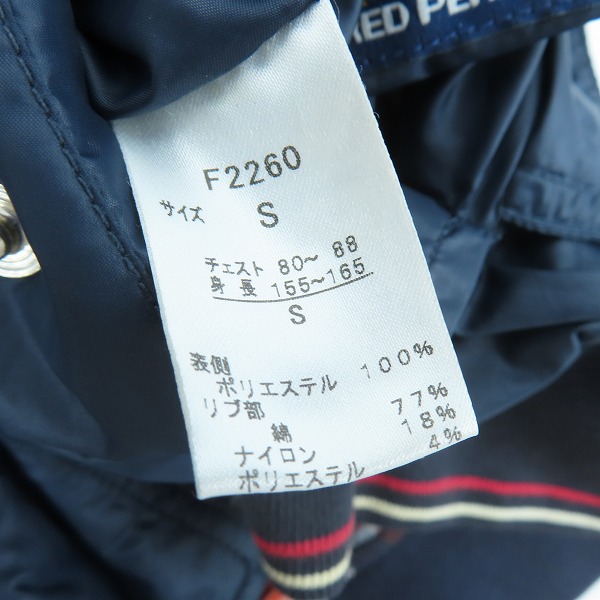 RED PER
F2260
サイズ S
チェスト 80〜 88
身長 155〜165
S
表側
ポリエステル 100%
リブ部
綿 77%
ナイロン 18%
ポリエステル 4%